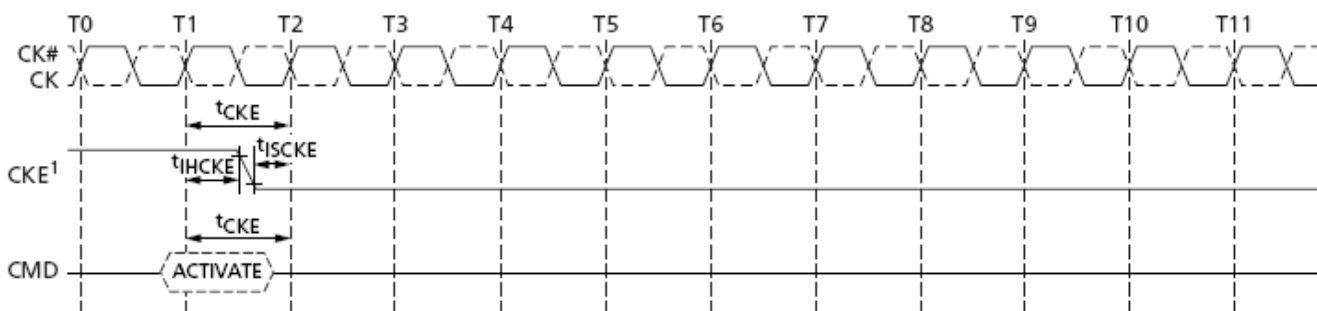 T0 T1 T2 T3 T4 T5 T6 T7 T8 T9 T10 T11
CK#
CK
tCKE
tISCKE
tIHCKE
CKE1
tCKE
CMD ACTIVATE